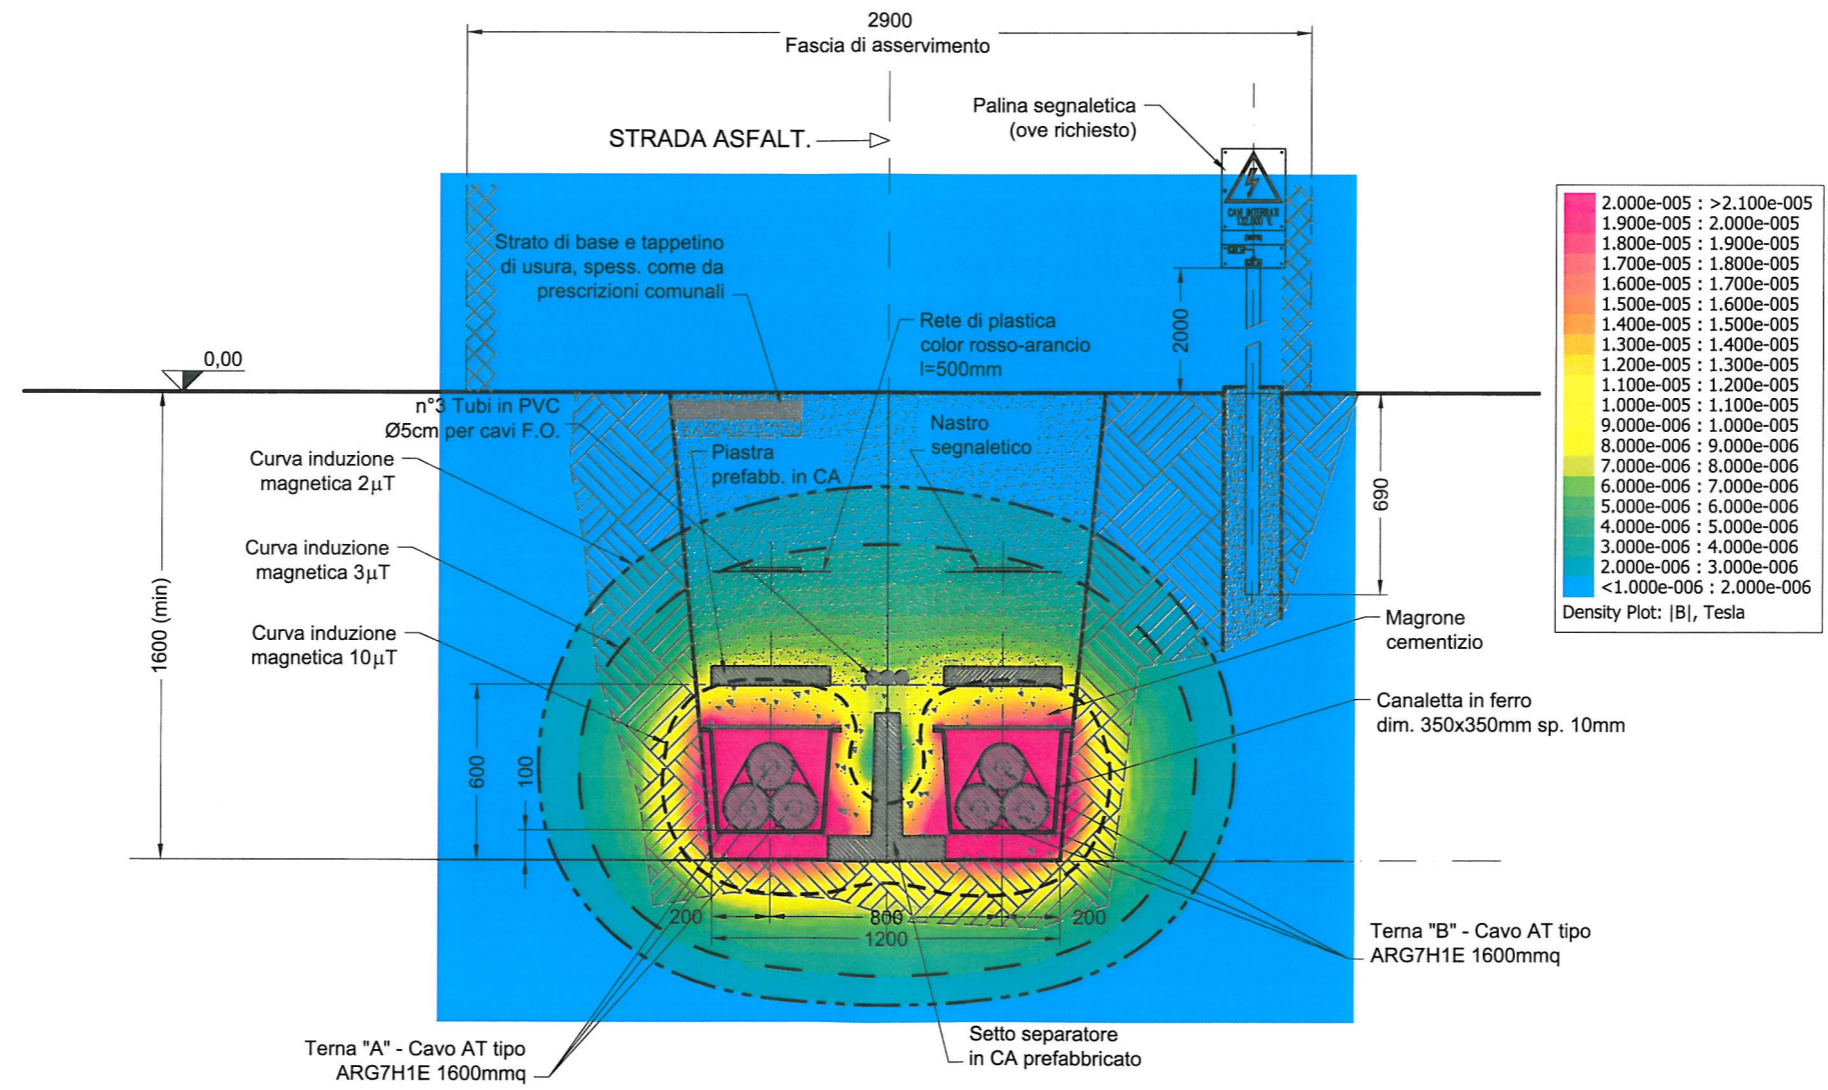 2900
Fascia di asservimento
Palina segnaletica
(ove richiesto)
STRADA ASFALT.
CAVI INTERRATI
132.000 V.
Strato di base e tappetino
di usura, spess. come da
prescrizioni comunali
Rete di plastica
color rosso-arancio
l=500mm
2000
0,00
n°3 Tubi in PVC
Ø5cm per cavi F.O.
Nastro
segnaletico
Piastra
prefabb. in CA
Curva induzione
magnetica 2µT
690
Curva induzione
magnetica 3µT
1600 (min)
Curva induzione
magnetica 10µT
Magrone
cementizio
Canaletta in ferro
dim. 350x350mm sp. 10mm
600
100
200
800
200
1200
Terna "B" - Cavo AT tipo
ARG7H1E 1600mmq
Setto separatore
in CA prefabbricato
Terna "A" - Cavo AT tipo
ARG7H1E 1600mmq
2.000e-005 : >2.100e-005
1.900e-005 : 2.000e-005
1.800e-005 : 1.900e-005
1.700e-005 : 1.800e-005
1.600e-005 : 1.700e-005
1.500e-005 : 1.600e-005
1.400e-005 : 1.500e-005
1.300e-005 : 1.400e-005
1.200e-005 : 1.300e-005
1.100e-005 : 1.200e-005
1.000e-005 : 1.100e-005
9.000e-006 : 1.000e-005
8.000e-006 : 9.000e-006
7.000e-006 : 8.000e-006
6.000e-006 : 7.000e-006
5.000e-006 : 6.000e-006
4.000e-006 : 5.000e-006
3.000e-006 : 4.000e-006
2.000e-006 : 3.000e-006
<1.000e-006 : 2.000e-006
Density Plot: |B|, Tesla